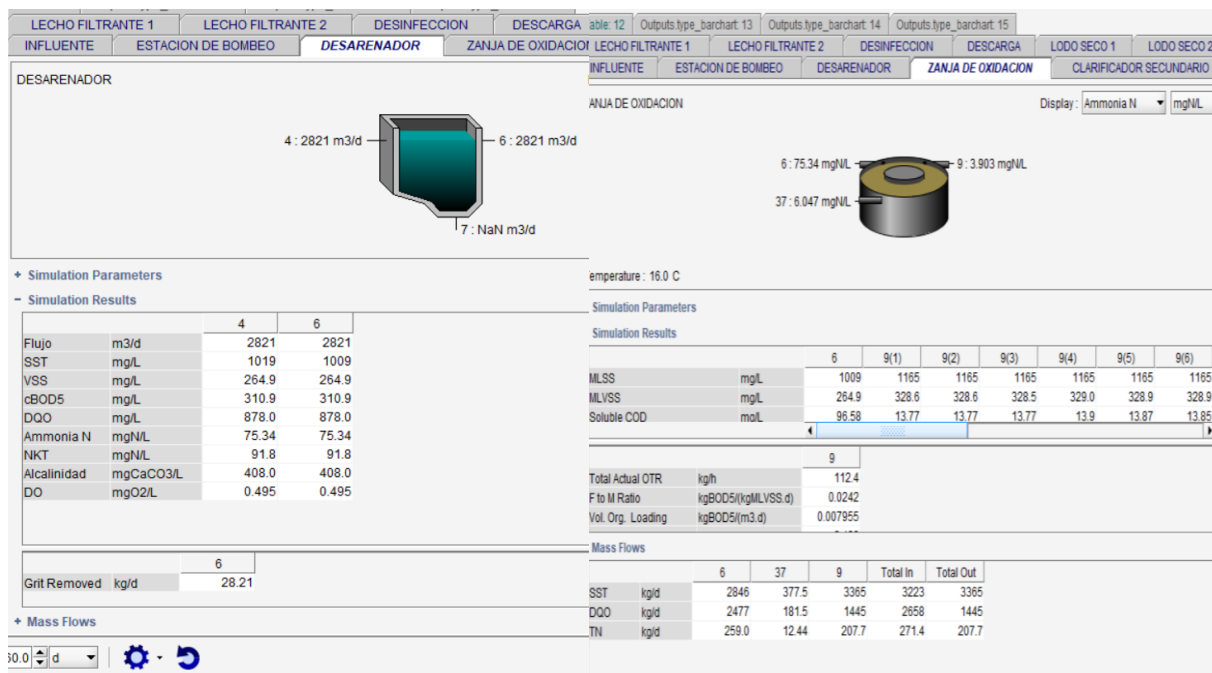 LECHO FILTRANTE 1 LECHO FILTRANTE 2 DESINFECCION DESCARGA
INFLUENTE ESTACION DE BOMBEO DESARENADOR ZANJA DE OXIDACION
DESARENADOR
4 : 2821 m3/d
6 : 2821 m3/d
7 : NaN m3/d
+ Simulation Parameters
− Simulation Results
4 6
Flujo m3/d 2821 2821
SST mg/L 1019 1009
VSS mg/L 264.9 264.9
cBOD5 mg/L 310.9 310.9
DQO mg/L 878.0 878.0
Ammonia N mgN/L 75.34 75.34
NKT mgN/L 91.8 91.8
Alcalinidad mgCaCO3/L 408.0 408.0
DO mgO2/L 0.495 0.495
6
Grit Removed kg/d 28.21
+ Mass Flows
60.0 d
able: 12 Outputs.type_barchart: 13 Outputs.type_barchart: 14 Outputs.type_barchart: 15
LECHO FILTRANTE 1 LECHO FILTRANTE 2 DESINFECCION DESCARGA LODO SECO 1 LODO SECO 2
INFLUENTE ESTACION DE BOMBEO DESARENADOR ZANJA DE OXIDACION CLARIFICADOR SECUNDARIO
ANJA DE OXIDACION
Display : Ammonia N mgN/L
6 : 75.34 mgN/L
9 : 3.903 mgN/L
37 : 6.047 mgN/L
emperature : 16.0 C
Simulation Parameters
Simulation Results
6 9(1) 9(2) 9(3) 9(4) 9(5) 9(6)
MLSS mg/L 1009 1165 1165 1165 1165 1165 1165
MLVSS mg/L 264.9 328.6 328.6 328.5 329.0 328.9 328.9
Soluble COD mg/L 96.58 13.77 13.77 13.77 13.9 13.87 13.85
9
Total Actual OTR kg/h 112.4
F to M Ratio kgBOD5/(kgMLVSS.d) 0.0242
Vol. Org. Loading kgBOD5/(m3.d) 0.007955
Mass Flows
6 37 9 Total In Total Out
SST kg/d 2846 377.5 3365 3223 3365
DQO kg/d 2477 181.5 1445 2658 1445
TN kg/d 259.0 12.44 207.7 271.4 207.7